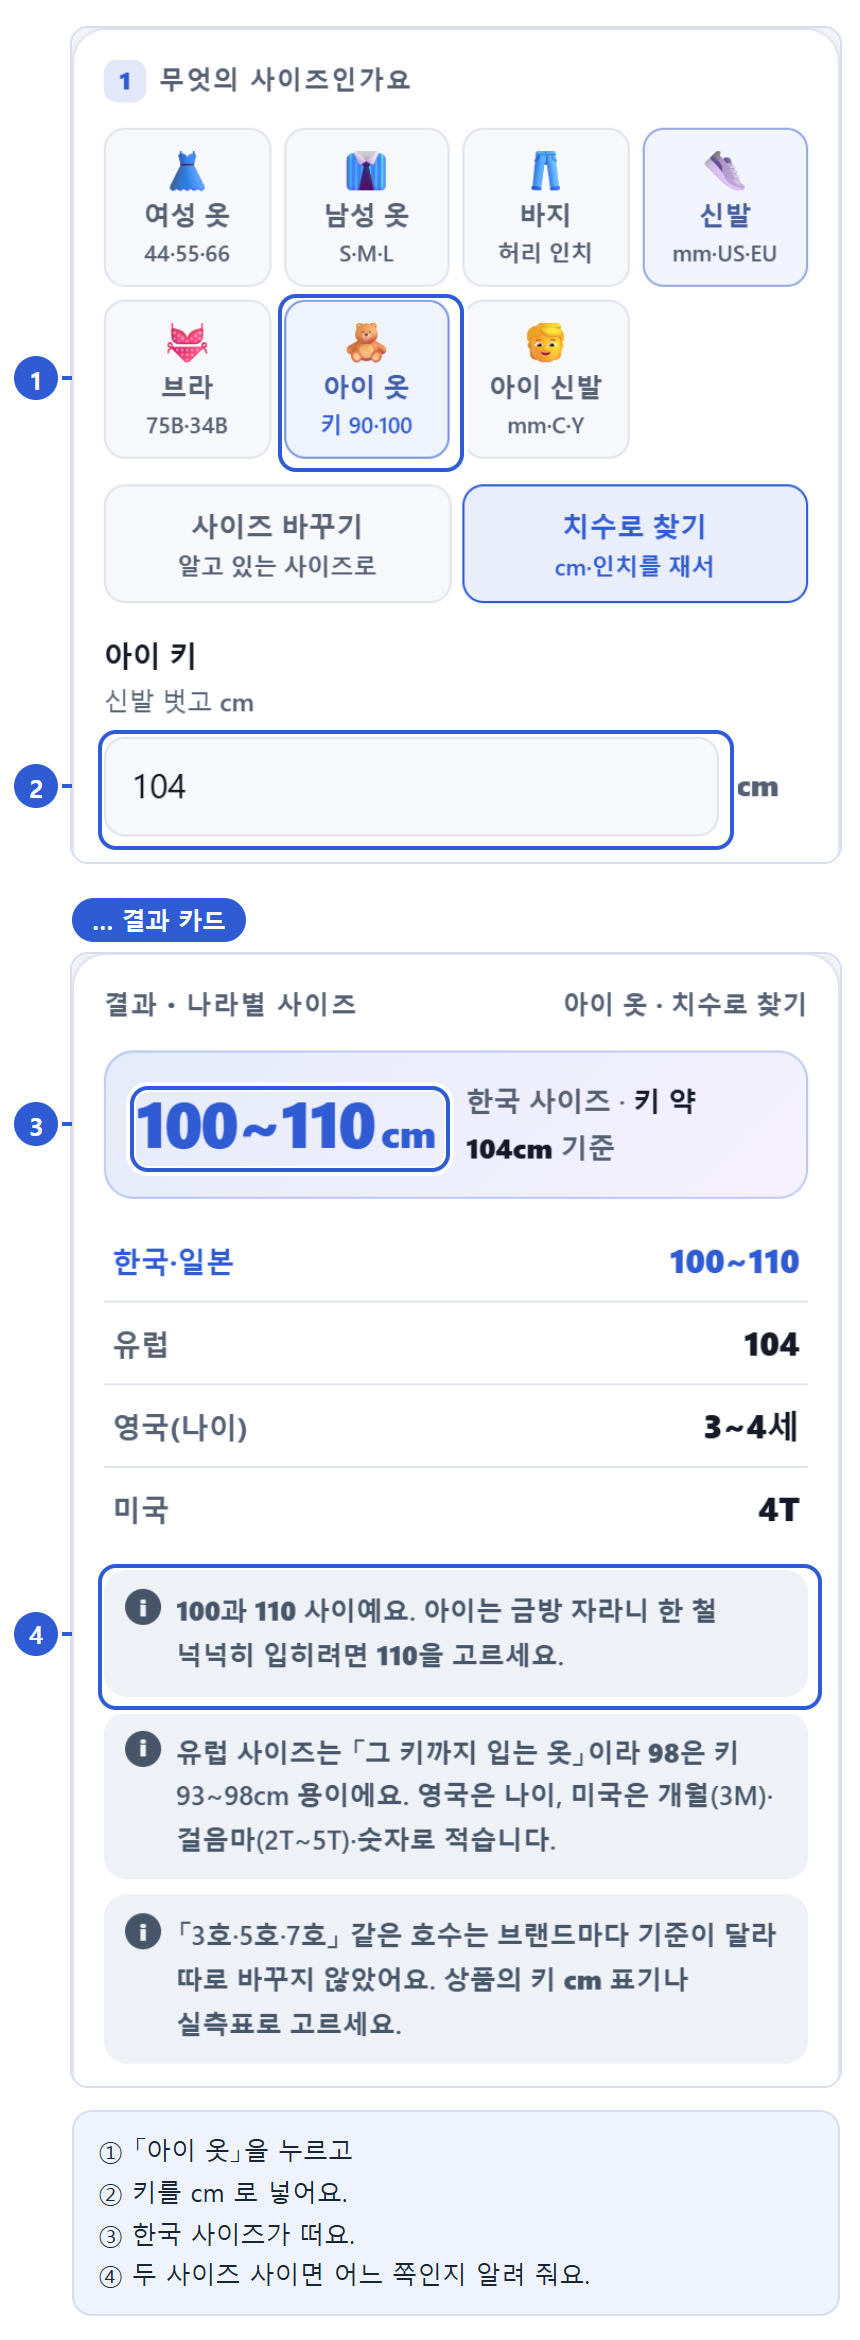 1 무엇의 사이즈인가요
여성 옷
44·55·66
남성 옷
S·M·L
바지
허리 인치
신발
mm·US·EU
브라
75B·34B
아이 옷
키 90·100
아이 신발
mm·C·Y
1
사이즈 바꾸기
알고 있는 사이즈로
치수로 찾기
cm·인치를 재서
아이 키
신발 벗고 cm
2
104
cm
... 결과 카드
결과 · 나라별 사이즈
아이 옷 · 치수로 찾기
3
100~110 cm
한국 사이즈 · 키 약
104cm 기준
한국·일본 100~110
유럽 104
영국(나이) 3~4세
미국 4T
4
i
100과 110 사이예요. 아이는 금방 자라니 한 철
넉넉히 입히려면 110을 고르세요.
i
유럽 사이즈는 「그 키까지 입는 옷」이라 98은 키
93~98cm 용이에요. 영국은 나이, 미국은 개월(3M)·
걸음마(2T~5T)·숫자로 적습니다.
i
「3호·5호·7호」 같은 호수는 브랜드마다 기준이 달라
따로 바꾸지 않았어요. 상품의 키 cm 표기나
실측표로 고르세요.
① 「아이 옷」을 누르고
② 키를 cm 로 넣어요.
③ 한국 사이즈가 떠요.
④ 두 사이즈 사이면 어느 쪽인지 알려 줘요.